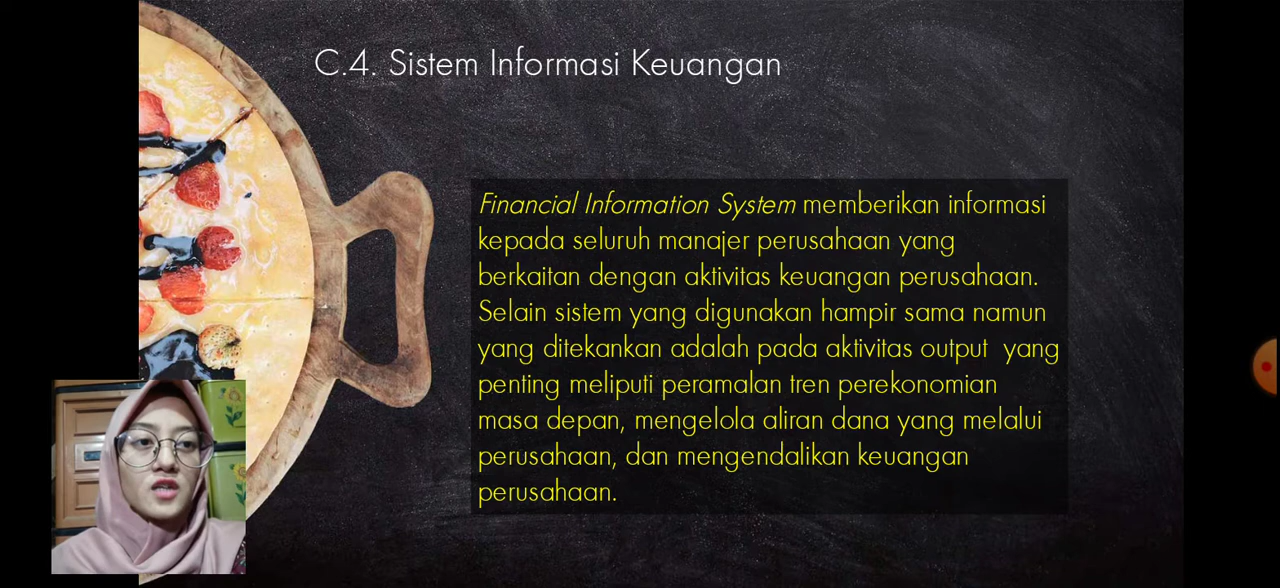 C.4. Sistem Informasi Keuangan
Financial Information System memberikan informasi
kepada seluruh manajer perusahaan yang
berkaitan dengan aktivitas keuangan perusahaan.
Selain sistem yang digunakan hampir sama namun
yang ditekankan adalah pada aktivitas output yang
penting meliputi peramalan tren perekonomian
masa depan, mengelola aliran dana yang melalui
perusahaan, dan mengendalikan keuangan
perusahaan.